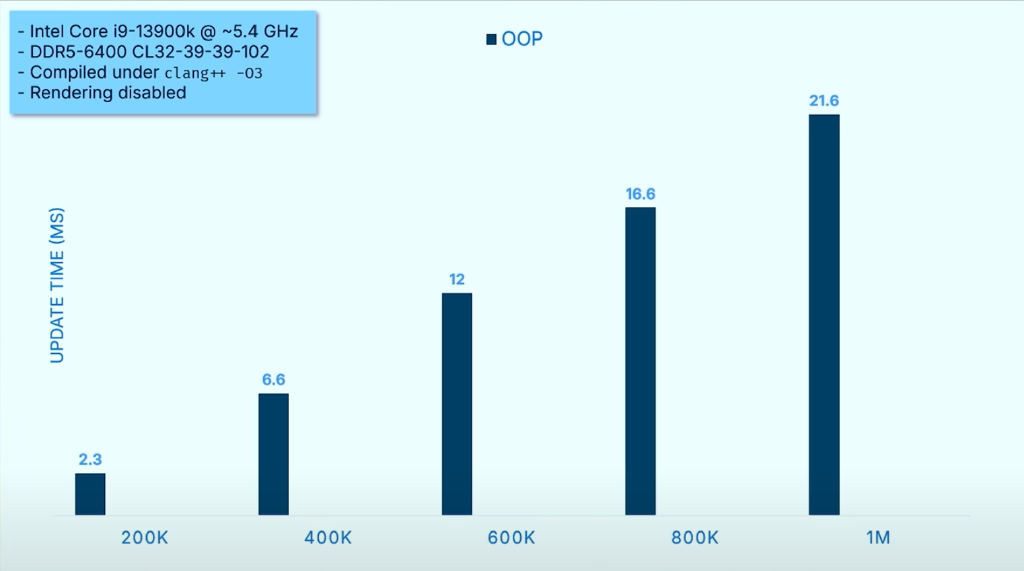 - Intel Core i9-13900k @ ~5.4 GHz
- DDR5-6400 CL32-39-39-102
- Compiled under clang++ -O3
- Rendering disabled
OOP
UPDATE TIME (MS)
2.3
6.6
12
16.6
21.6
200K
400K
600K
800K
1M